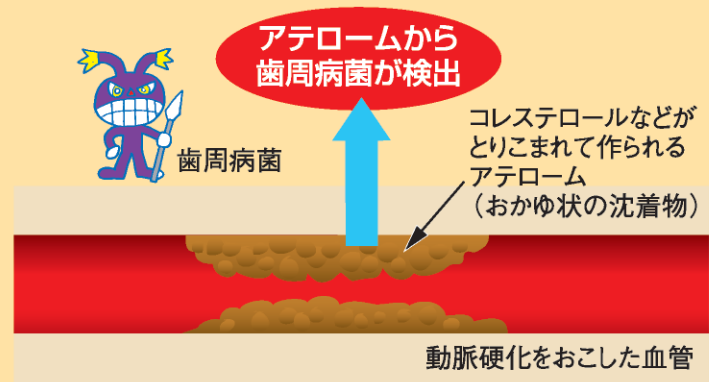 アテロームから
歯周病菌が検出
コレステロールなどが
とりこまれて作られる
アテローム
（おかゆ状の沈着物）
歯周病菌
動脈硬化をおこした血管